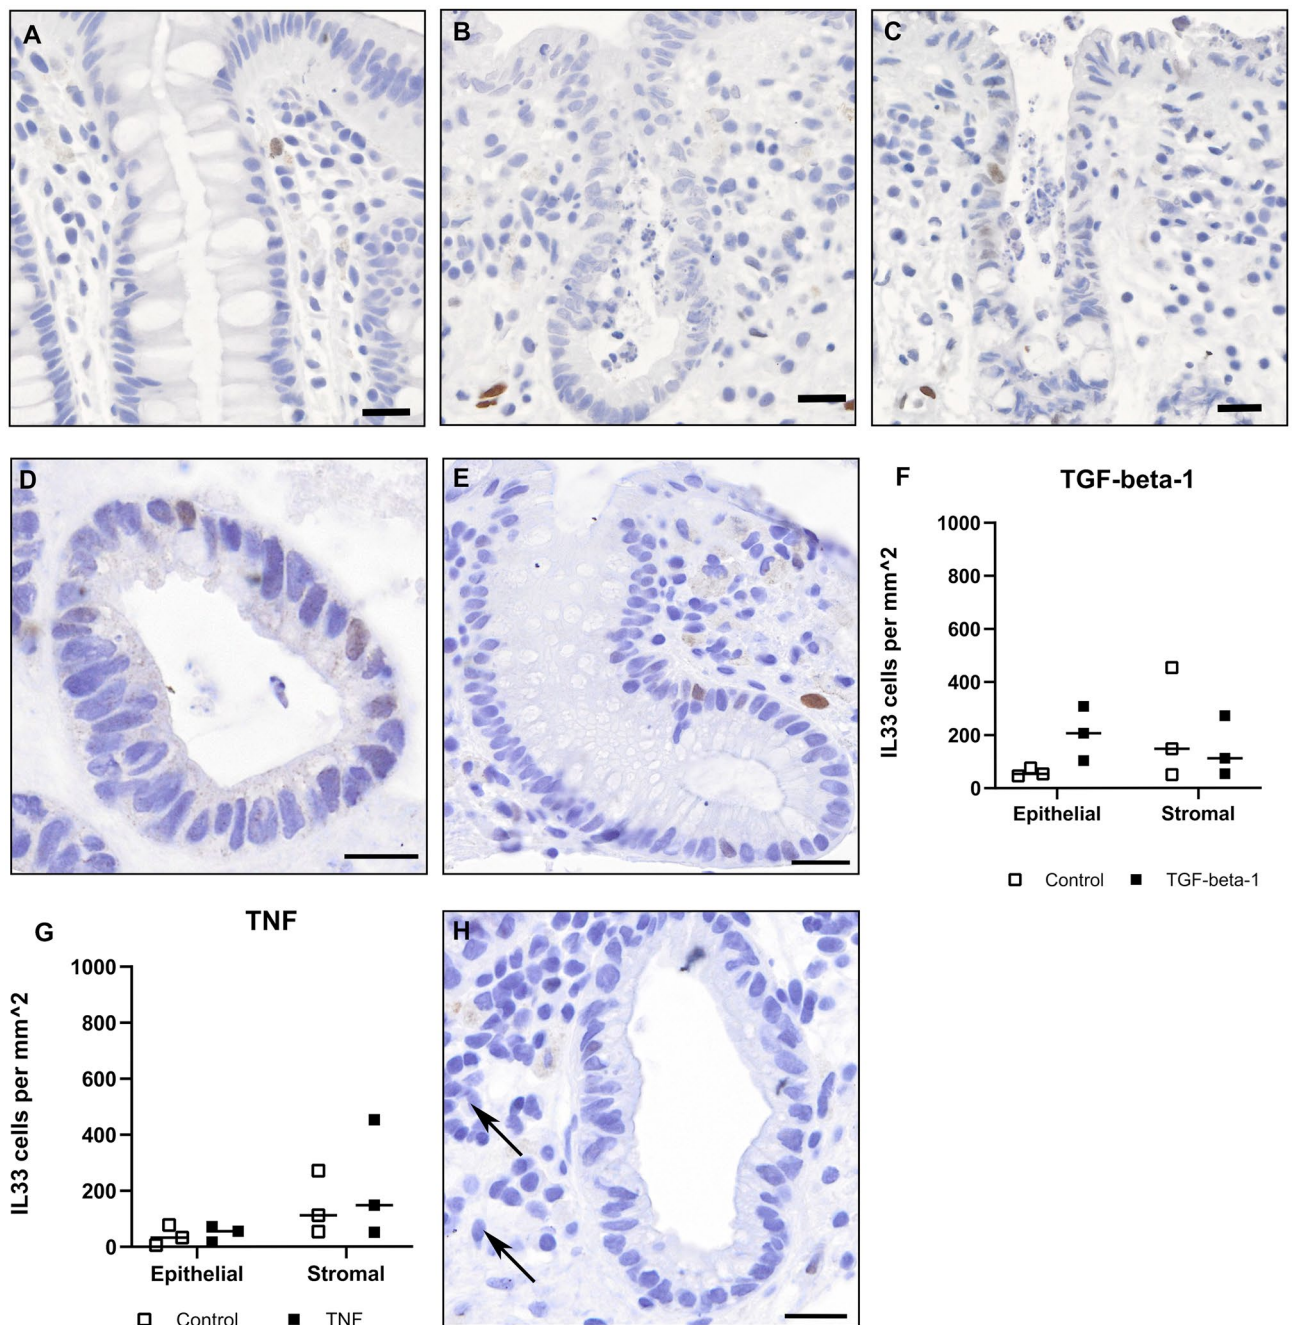 A
B
C
D
E
F
TGF-beta-1
IL33 cells per mm^2
1000
800
600
400
200
0
Epithelial
Stromal
Control
TGF-beta-1
G
TNF
IL33 cells per mm^2
1000
800
600
400
200
0
Epithelial
Stromal
Control
TNF
H